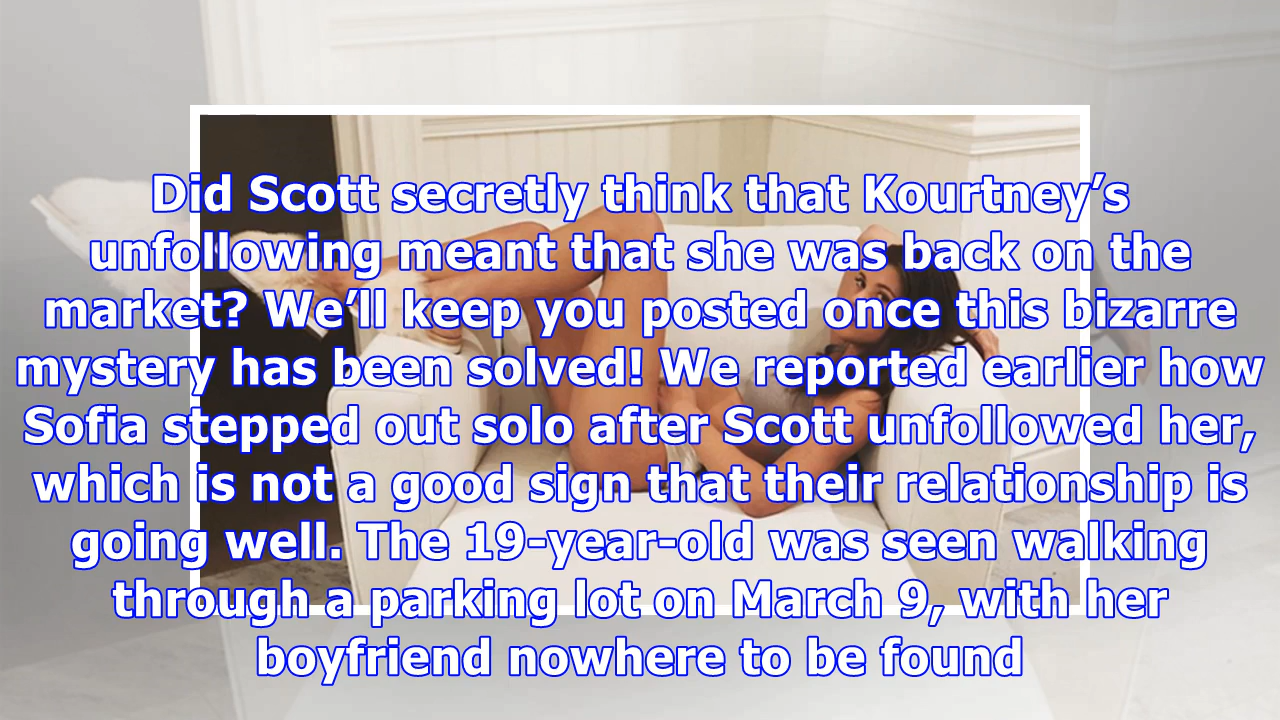 Did Scott secretly think that Kourtney’s
unfollowing meant that she was back on the
market? We’ll keep you posted once this bizarre
mystery has been solved! We reported earlier how
Sofia stepped out solo after Scott unfollowed her,
which is not a good sign that their relationship is
going well. The 19-year-old was seen walking
through a parking lot on March 9, with her
boyfriend nowhere to be found